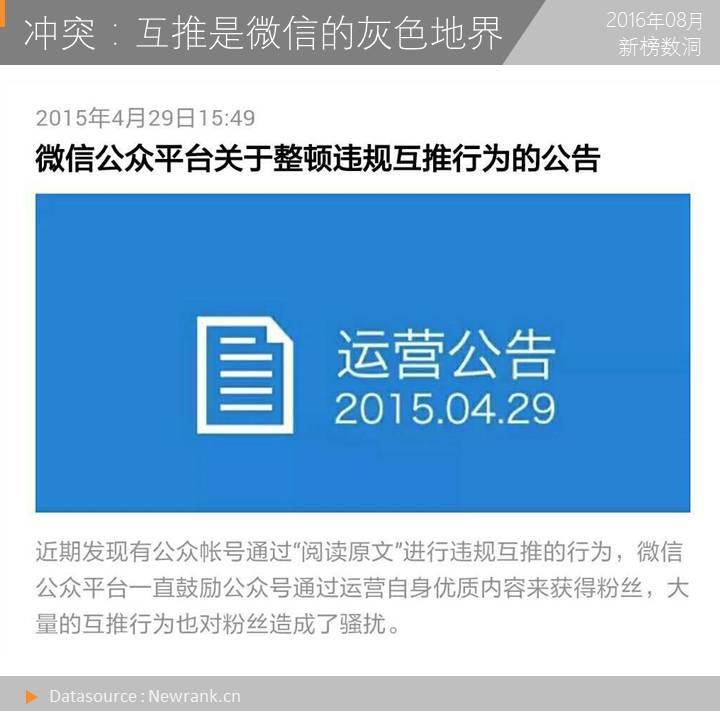 冲突：互推是微信的灰色地界
2016年08月
新榜数洞
2015年4月29日15:49
微信公众平台关于整顿违规互推行为的公告
运营公告
2015.04.29
近期发现有公众帐号通过“阅读原文”进行违规互推的行为，微信
公众平台一直鼓励公众号通过运营自身优质内容来获得粉丝，大
量的互推行为也对粉丝造成了骚扰。
Datasource : Newrank.cn